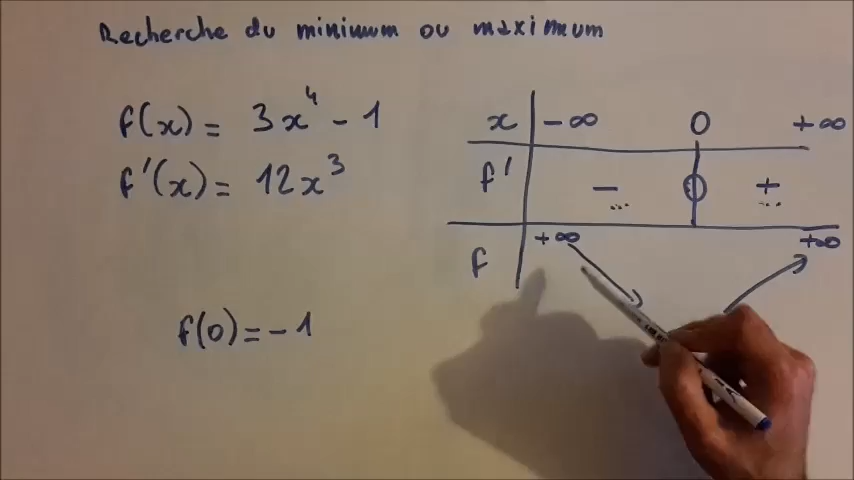 Recherche du minimum ou maximum
f(x) = 3x⁴ - 1
f'(x) = 12x³
f(0) = -1
x -∞ 0 +∞
f' - 0 +
f +∞ +∞